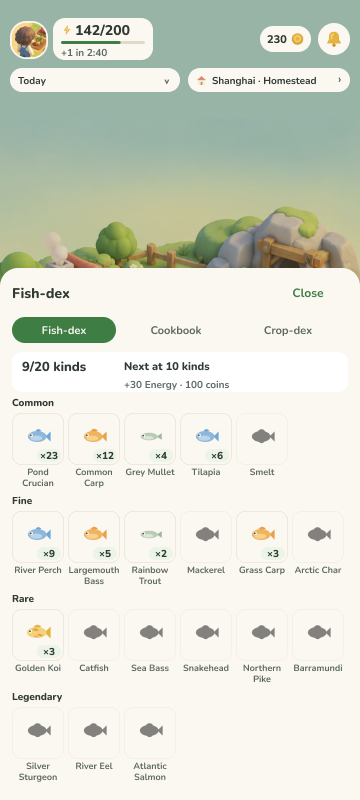 142/200
+1 in 2:40
230
Today
Shanghai · Homestead
Fish-dex
Close
Fish-dex
Cookbook
Crop-dex
9/20 kinds
Next at 10 kinds
+30 Energy · 100 coins
Common
×23
×12
×4
×6
Pond Crucian
Common Carp
Grey Mullet
Tilapia
Smelt
Fine
×9
×5
×2
×3
River Perch
Largemouth Bass
Rainbow Trout
Mackerel
Grass Carp
Arctic Char
Rare
×3
Golden Koi
Catfish
Sea Bass
Snakehead
Northern Pike
Barramundi
Legendary
Silver Sturgeon
River Eel
Atlantic Salmon